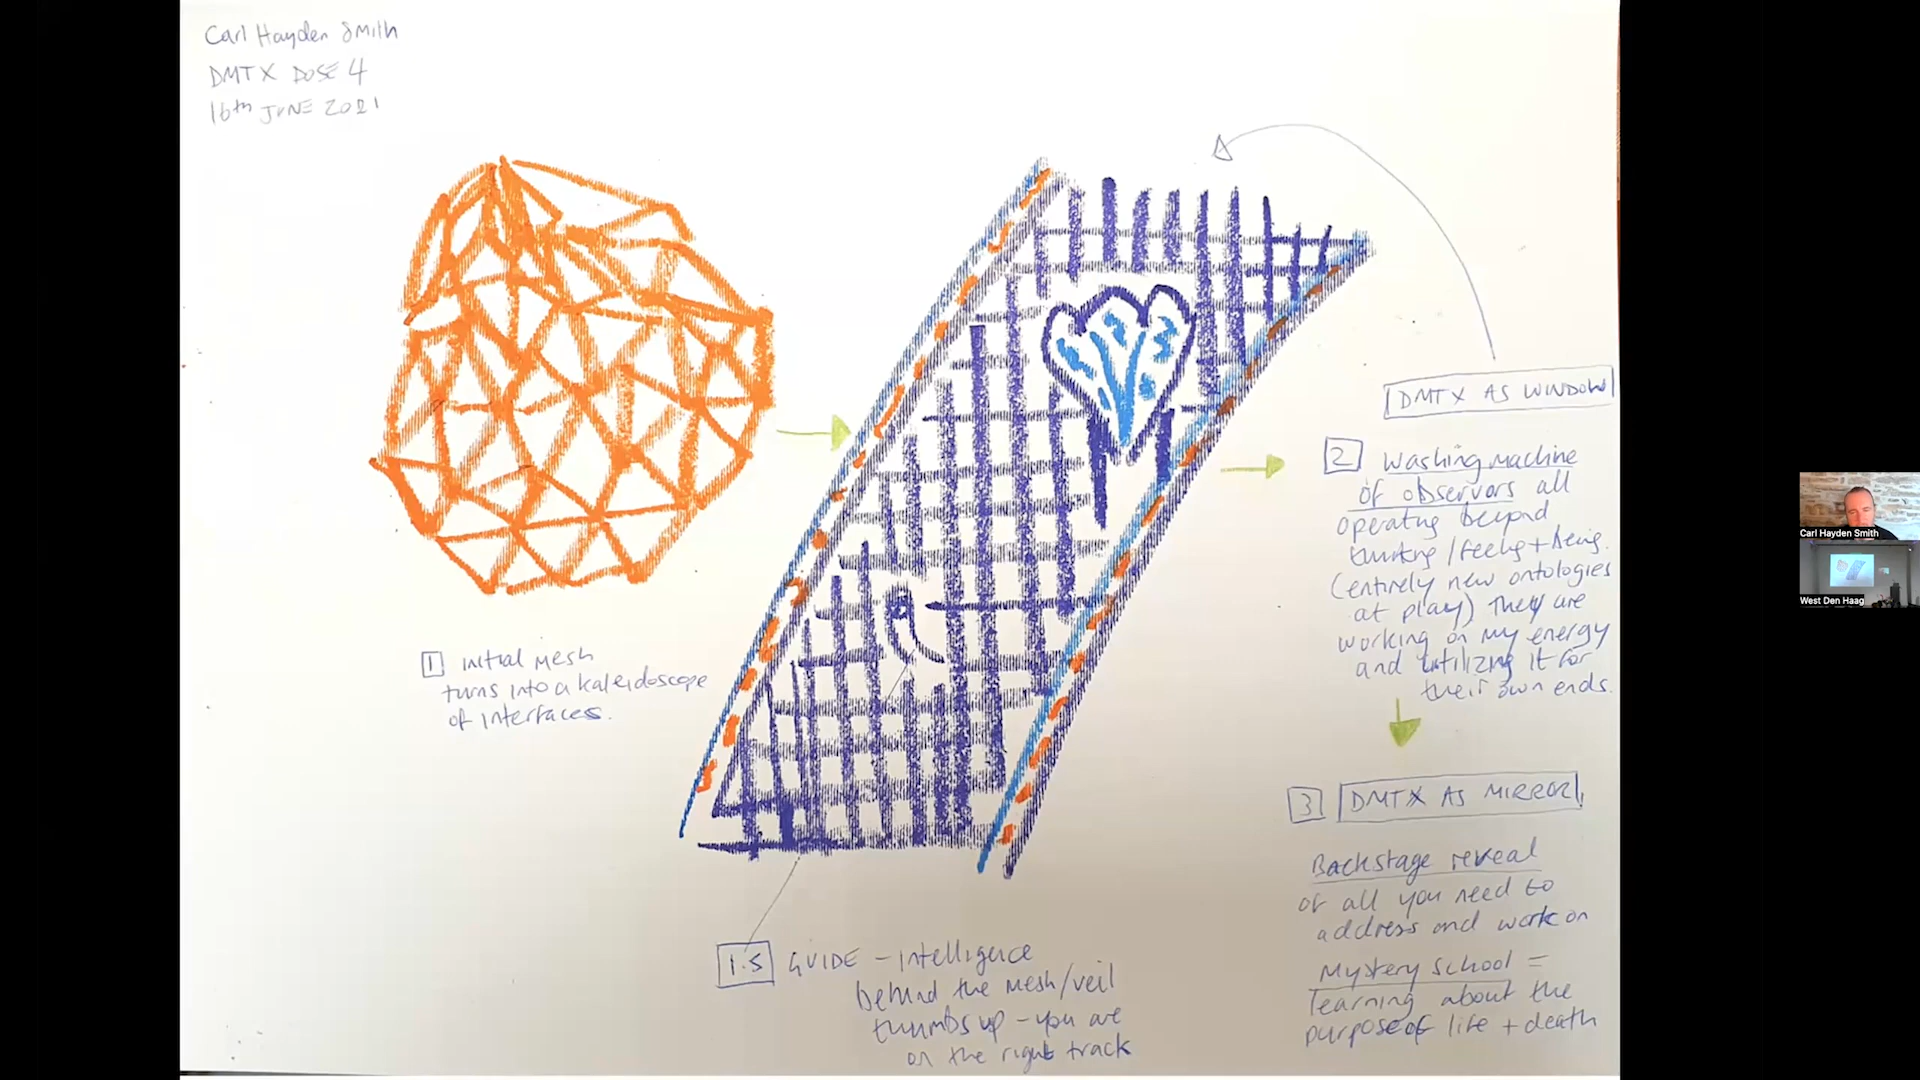 Carl Hayden Smith
DMTX DOSE 4
16th JUNE 2021
1 initial mesh
turns into a kaleidoscope
of interfaces.
1.5 GUIDE - intelligence
behind the mesh/veil
thumbs up - you are
on the right track
DMTX AS WINDOW
2 Washing machine
of observors all
operating beyond
thinking/feeling + being.
(entirely new ontologies
at play) They are
working on my energy
and utilizing it for
their own ends.
3 DMTX AS MIRROR
Backstage reveal
of all you need to
address and work on
Mystery School =
learning about the
purpose of life + death
Carl Hayden Smith
West Den Haag